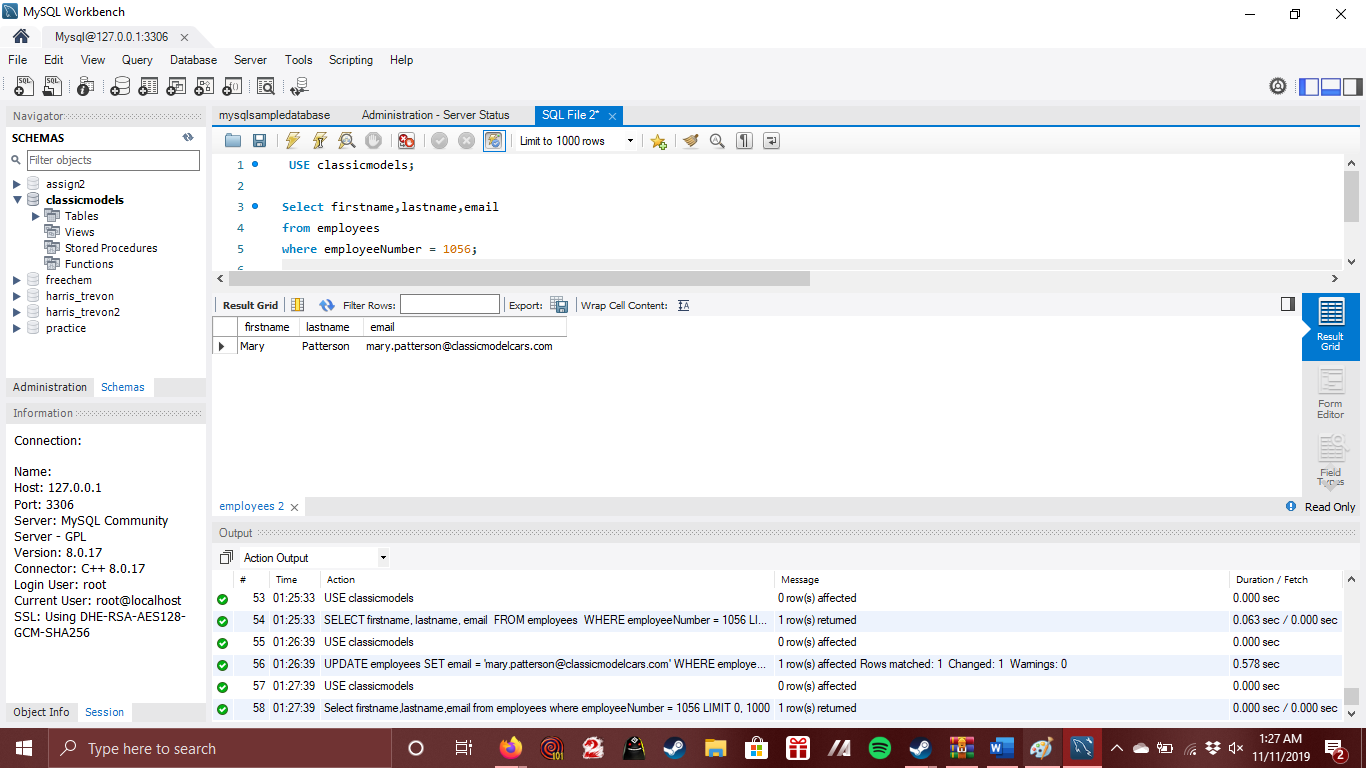 MySQL Workbench
Mysql@127.0.0.1:3306
File Edit View Query Database Server Tools Scripting Help
Navigator
SCHEMAS
Filter objects
assign2
classicmodels
Tables
Views
Stored Procedures
Functions
freechem
harris_trevon
harris_trevon2
practice
Administration Schemas
Information
Connection:
Name:
Host: 127.0.0.1
Port: 3306
Server: MySQL Community
Server - GPL
Version: 8.0.17
Connector: C++ 8.0.17
Login User: root
Current User: root@localhost
SSL: Using DHE-RSA-AES128-
GCM-SHA256
Object Info Session
mysqlsampledatabase Administration - Server Status SQL File 2*
Limit to 1000 rows
1 USE classicmodels;
2
3 Select firstname,lastname,email
4 from employees
5 where employeeNumber = 1056;
6
Result Grid Filter Rows: Export: Wrap Cell Content:
firstname lastname email
Mary Patterson mary.patterson@classicmodelcars.com
Result
Grid
Form
Editor
Field
Types
employees 2
Read Only
Output
Action Output
# Time Action Message Duration / Fetch
53 01:25:33 USE classicmodels 0 row(s) affected 0.000 sec
54 01:25:33 SELECT firstname, lastname, email FROM employees WHERE employeeNumber = 1056 LI... 1 row(s) returned 0.063 sec / 0.000 sec
55 01:26:39 USE classicmodels 0 row(s) affected 0.000 sec
56 01:26:39 UPDATE employees SET email = 'mary.patterson@classicmodelcars.com' WHERE employe... 1 row(s) affected Rows matched: 1 Changed: 1 Warnings: 0 0.578 sec
57 01:27:39 USE classicmodels 0 row(s) affected 0.000 sec
58 01:27:39 Select firstname,lastname,email from employees where employeeNumber = 1056 LIMIT 0, 1000 1 row(s) returned 0.000 sec / 0.000 sec
Type here to search
1:27 AM
11/11/2019
2